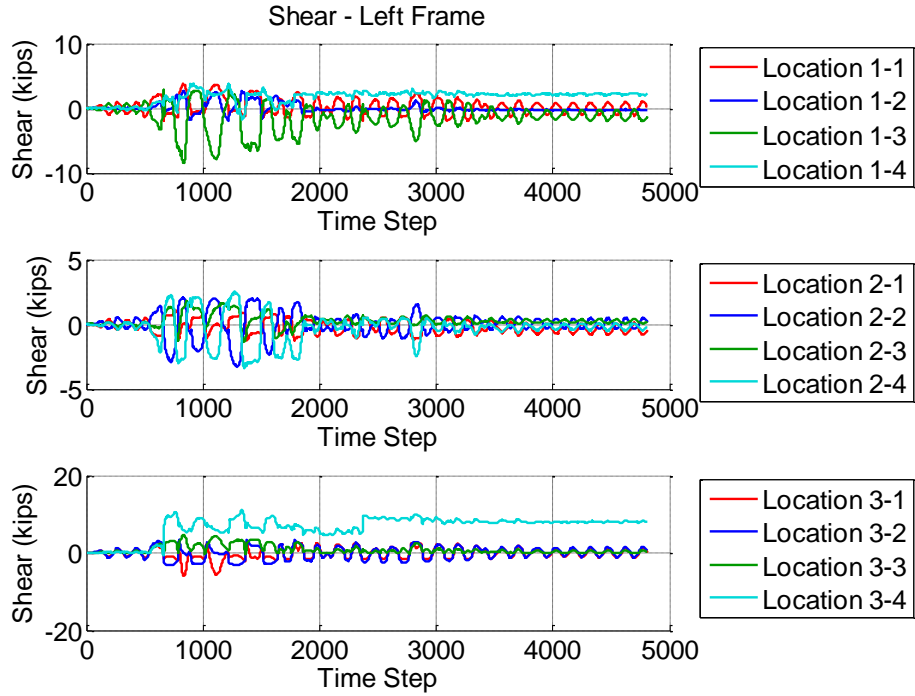 Shear - Left Frame
10
0
-10
0 1000 2000 3000 4000 5000
Shear (kips)
Time Step
Location 1-1
Location 1-2
Location 1-3
Location 1-4
5
0
-5
0 1000 2000 3000 4000 5000
Shear (kips)
Time Step
Location 2-1
Location 2-2
Location 2-3
Location 2-4
20
0
-20
0 1000 2000 3000 4000 5000
Shear (kips)
Time Step
Location 3-1
Location 3-2
Location 3-3
Location 3-4